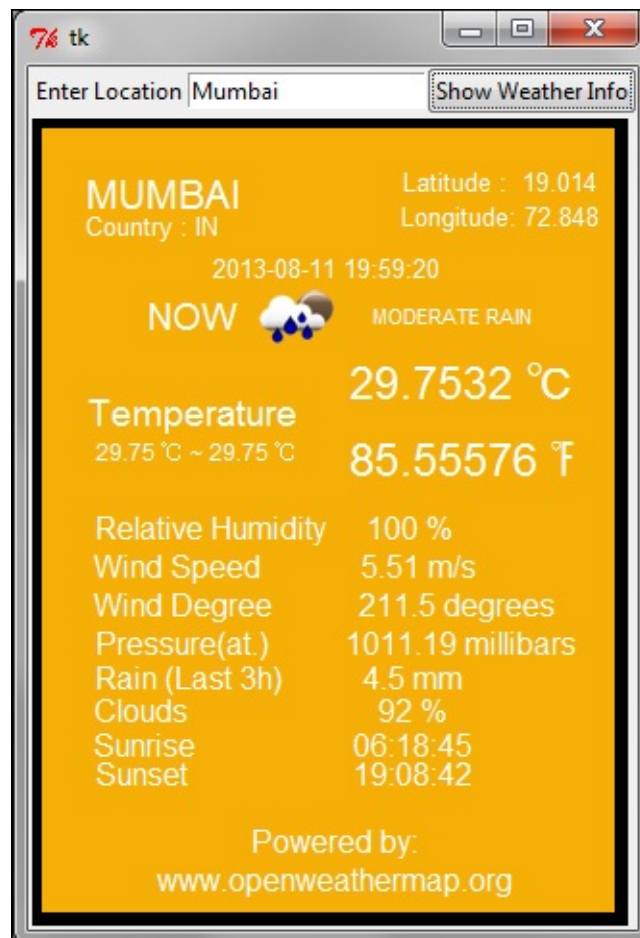 tk
Enter Location Mumbai Show Weather Info
MUMBAI
Country : IN
Latitude : 19.014
Longitude: 72.848
2013-08-11 19:59:20
NOW MODERATE RAIN
Temperature
29.75 °C ~ 29.75 °C
29.7532 °C
85.55576 °F
Relative Humidity 100 %
Wind Speed 5.51 m/s
Wind Degree 211.5 degrees
Pressure(at.) 1011.19 millibars
Rain (Last 3h) 4.5 mm
Clouds 92 %
Sunrise 06:18:45
Sunset 19:08:42
Powered by:
www.openweathermap.org